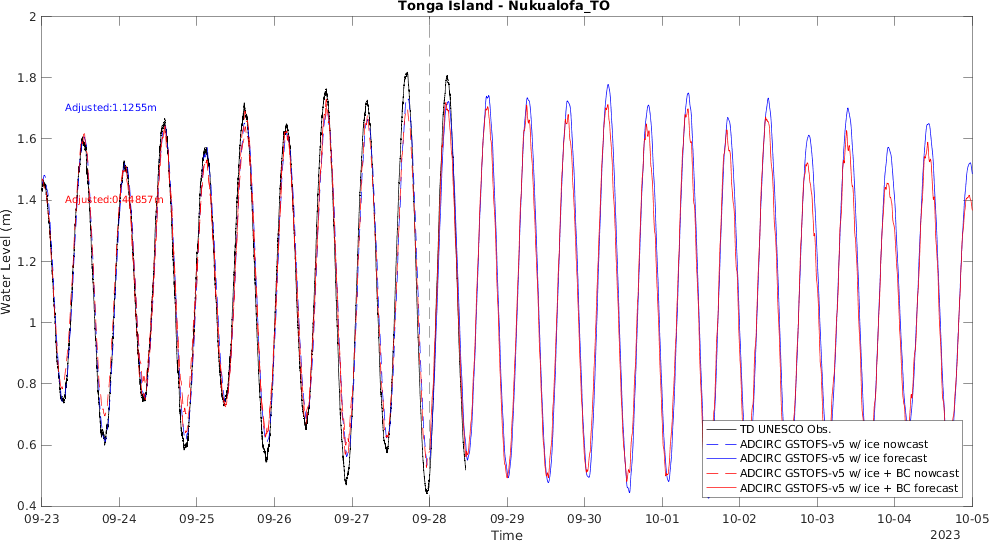 Tonga Island - Nukualofa_TO
2
1.8
1.6
1.4
1.2
1
0.8
0.6
0.4
Water Level (m)
Adjusted:1.1255m
Adjusted:0.44857m
TD UNESCO Obs.
ADCIRC GSTOFS-v5 w/ ice nowcast
ADCIRC GSTOFS-v5 w/ ice forecast
ADCIRC GSTOFS-v5 w/ ice + BC nowcast
ADCIRC GSTOFS-v5 w/ ice + BC forecast
09-23 09-24 09-25 09-26 09-27 09-28 09-29 09-30 10-01 10-02 10-03 10-04 10-05
Time
2023